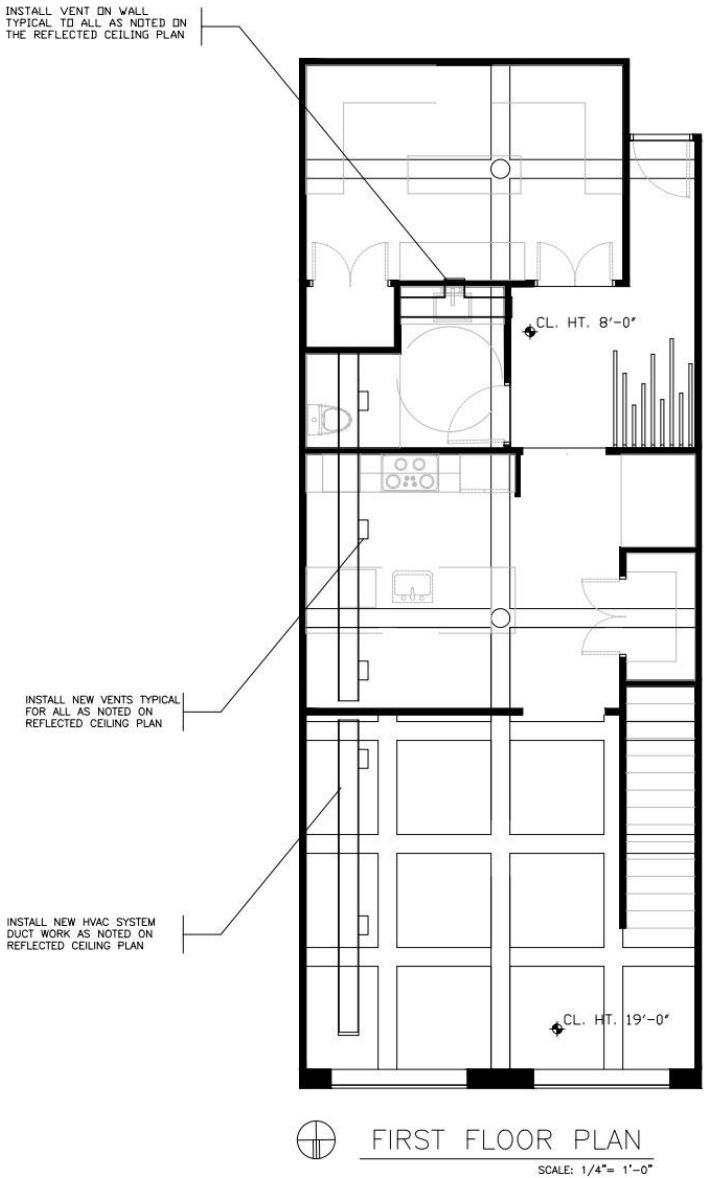 INSTALL VENT ON WALL
TYPICAL TO ALL AS NOTED ON
THE REFLECTED CEILING PLAN
CL. HT. 8'-0"
INSTALL NEW VENTS TYPICAL
FOR ALL AS NOTED ON
REFLECTED CEILING PLAN
INSTALL NEW HVAC SYSTEM
DUCT WORK AS NOTED ON
REFLECTED CEILING PLAN
CL. HT. 19'-0"
FIRST FLOOR PLAN
SCALE: 1/4"= 1'-0"